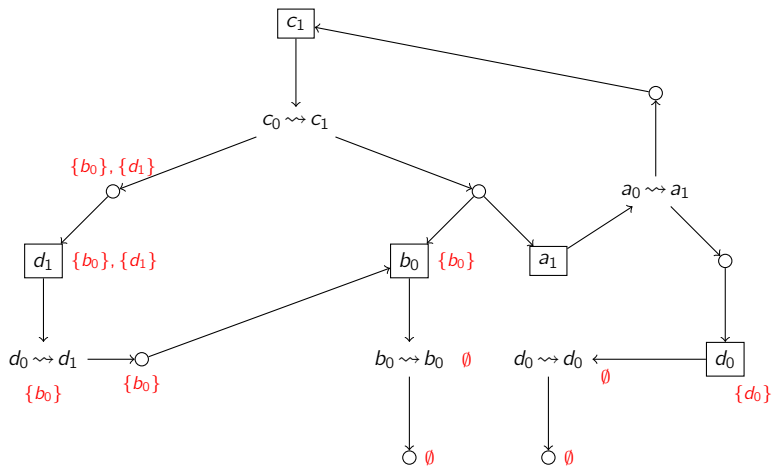 c₁
c₀ ⇝ c₁
{b₀}, {d₁}
a₀ ⇝ a₁
d₁ {b₀}, {d₁}
b₀ {b₀}
a₁
d₀ ⇝ d₁
{b₀}
{b₀}
b₀ ⇝ b₀ ∅
d₀ ⇝ d₀
∅
d₀
{d₀}
∅
∅